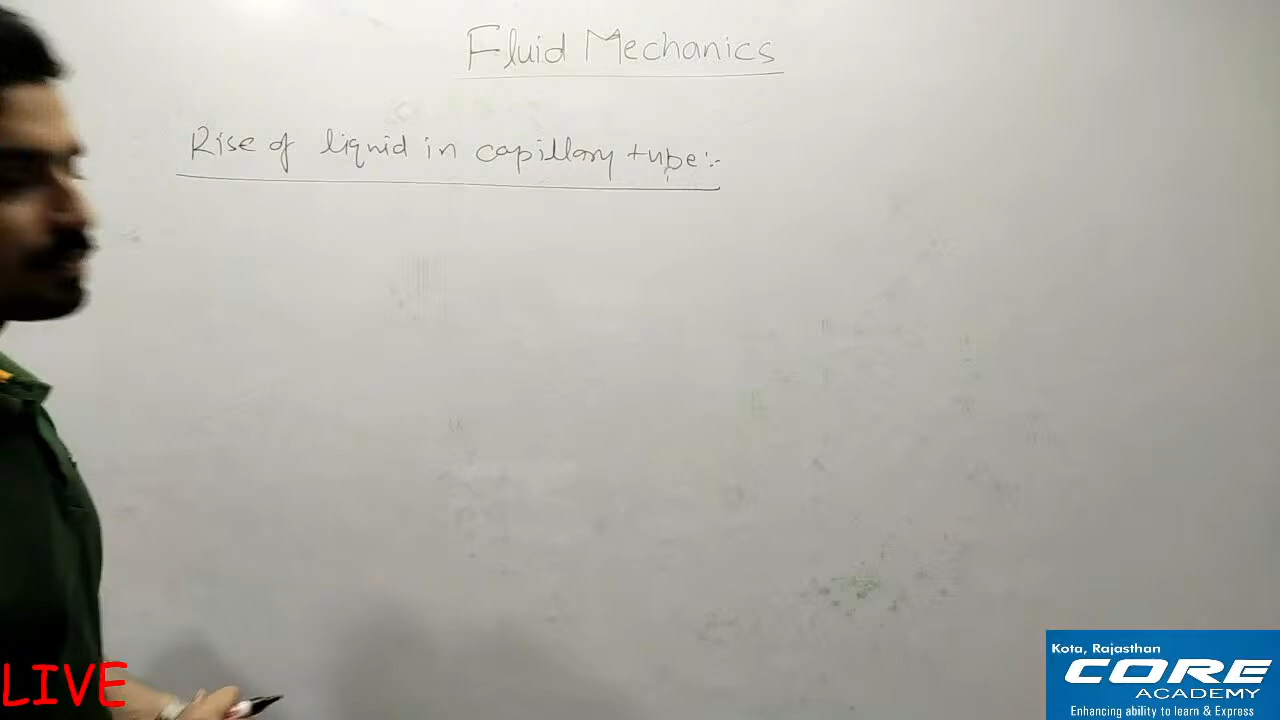 Fluid Mechanics
Rise of liquid in capillary tube:-
LIVE
Kota, Rajasthan
CORE
ACADEMY
Enhancing ability to learn & Express